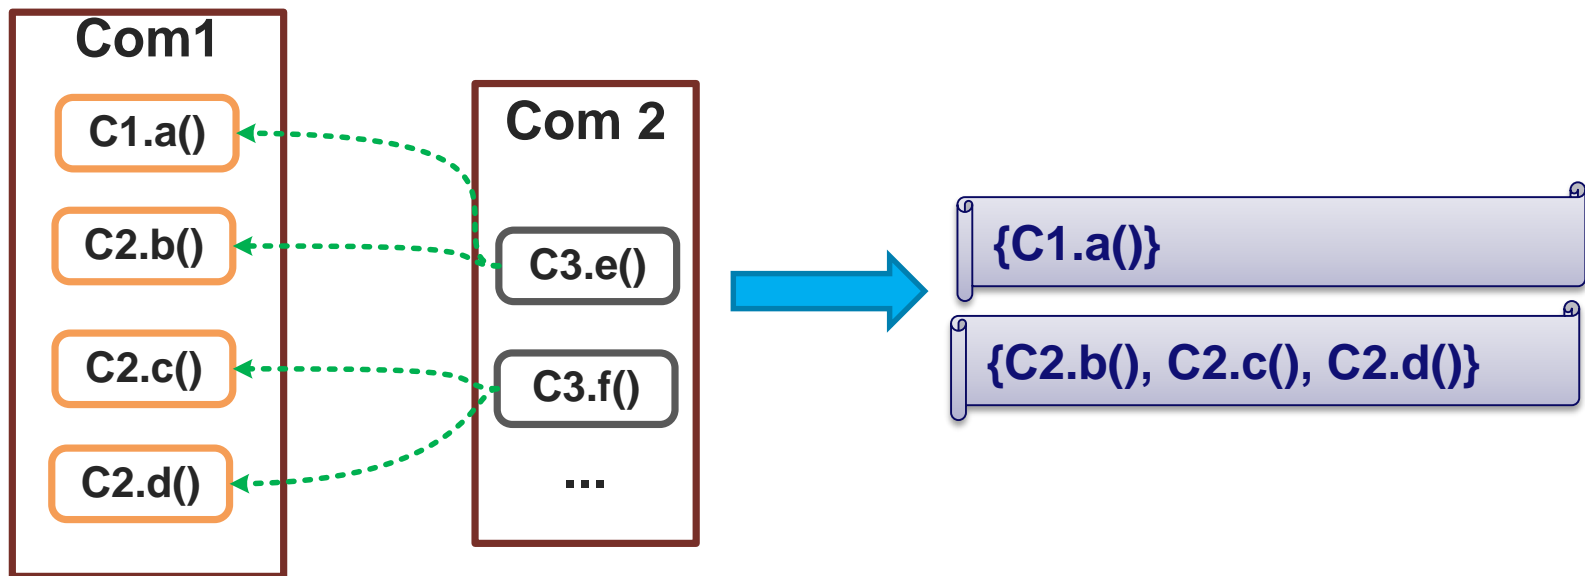 Com1
C1.a()
C2.b()
C2.c()
C2.d()
Com 2
C3.e()
C3.f()
...
{C1.a()}
{C2.b(), C2.c(), C2.d()}